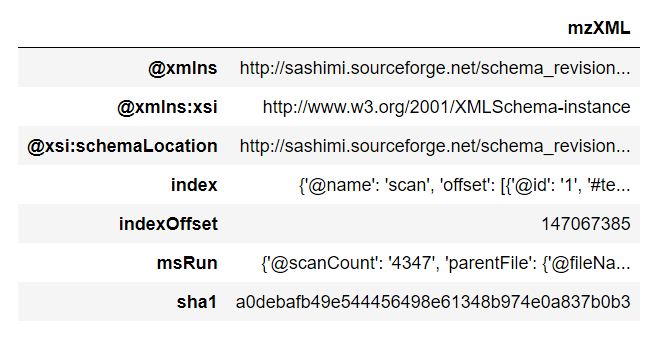 mzXML
@xmlns http://sashimi.sourceforge.net/schema_revision...
@xmlns:xsi http://www.w3.org/2001/XMLSchema-instance
@xsi:schemaLocation http://sashimi.sourceforge.net/schema_revision...
index {'@name': 'scan', 'offset': [{'@id': '1', '#te...
indexOffset 147067385
msRun {'@scanCount': '4347', 'parentFile': {'@fileNa...
sha1 a0debafb49e544456498e61348b974e0a837b0b3